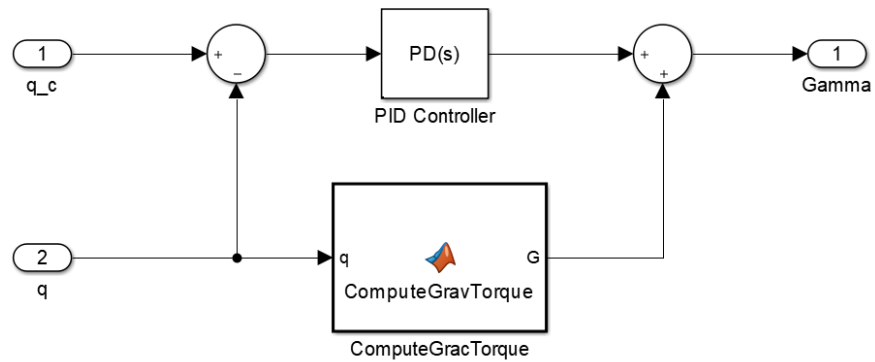 1
q_c
+
−
PD(s)
PID Controller
+
+
1
Gamma
2
q
q
G
ComputeGravTorque
ComputeGracTorque